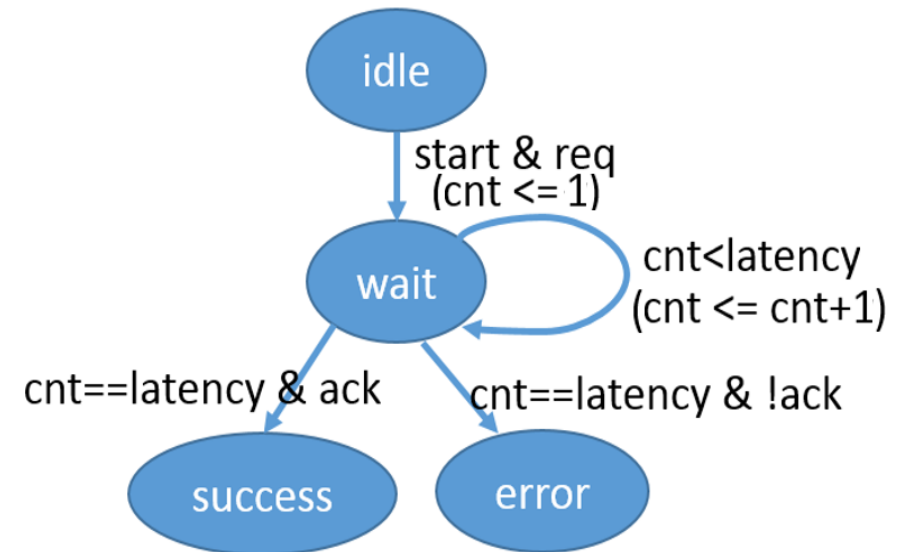 idle
start & req
(cnt <= 1)
wait
cnt<latency
(cnt <= cnt+1)
cnt==latency & ack
cnt==latency & !ack
success
error